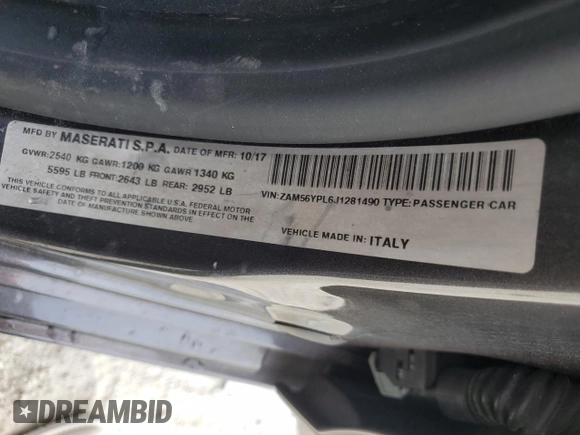 MFD BY MASERATI S.P.A. DATE OF MFR: 10/17
GVWR:2540 KG GAWR:1200 KG GAWR 1340 KG
5595 LB FRONT:2643 LB REAR: 2952 LB
THIS VEHICLE CONFORMS TO ALL APPLICABLE U.S.A. FEDERAL MOTOR
VEHICLE SAFETY AND THEFT PREVENTION STANDARDS IN EFFECT ON THE
DATE OF MANUFACTURE SHOWN ABOVE.
VIN:ZAM56YPL6J1281490 TYPE: PASSENGER CAR
VEHICLE MADE IN: ITALY
DREAMBID